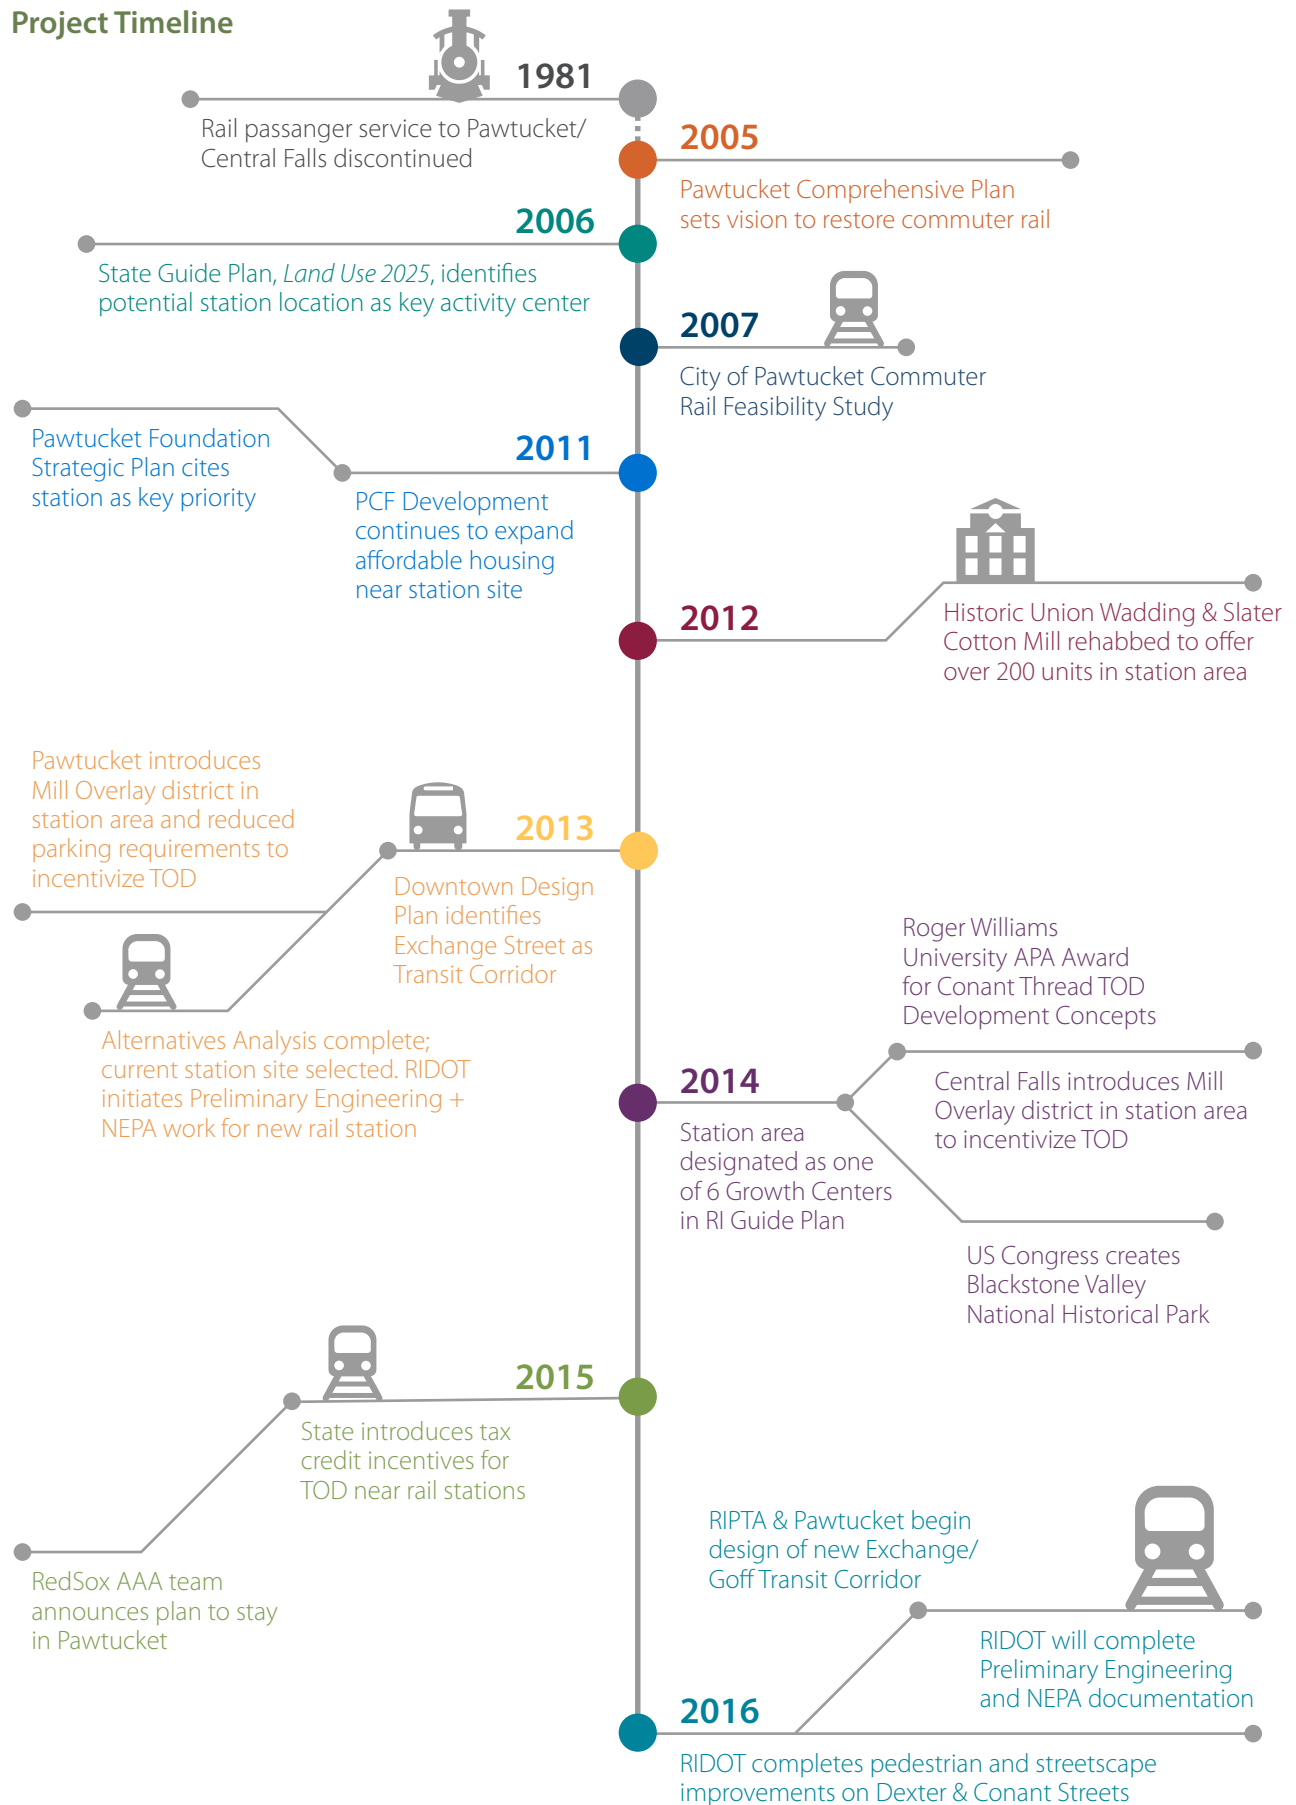 Project Timeline
1981
Rail passanger service to Pawtucket/
Central Falls discontinued
2005
Pawtucket Comprehensive Plan
sets vision to restore commuter rail
2006
State Guide Plan, Land Use 2025, identifies
potential station location as key activity center
2007
City of Pawtucket Commuter
Rail Feasibility Study
2011
Pawtucket Foundation
Strategic Plan cites
station as key priority
PCF Development
continues to expand
affordable housing
near station site
2012
Historic Union Wadding & Slater
Cotton Mill rehabbed to offer
over 200 units in station area
2013
Pawtucket introduces
Mill Overlay district in
station area and reduced
parking requirements to
incentivize TOD
Downtown Design
Plan identifies
Exchange Street as
Transit Corridor
Alternatives Analysis complete;
current station site selected. RIDOT
initiates Preliminary Engineering +
NEPA work for new rail station
2014
Station area
designated as one
of 6 Growth Centers
in RI Guide Plan
Roger Williams
University APA Award
for Conant Thread TOD
Development Concepts
Central Falls introduces Mill
Overlay district in station area
to incentivize TOD
US Congress creates
Blackstone Valley
National Historical Park
2015
State introduces tax
credit incentives for
TOD near rail stations
RedSox AAA team
announces plan to stay
in Pawtucket
2016
RIPTA & Pawtucket begin
design of new Exchange/
Goff Transit Corridor
RIDOT will complete
Preliminary Engineering
and NEPA documentation
RIDOT completes pedestrian and streetscape
improvements on Dexter & Conant Streets